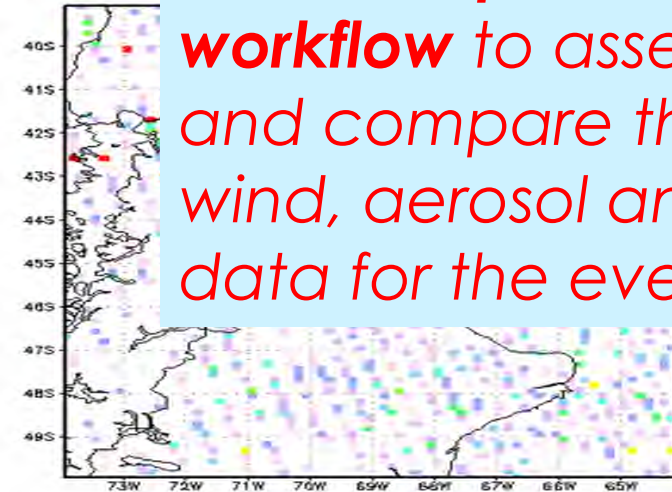 workflow to asse
and compare th
wind, aerosol an
data for the eve
40S
41S
42S
43S
44S
45S
46S
47S
48S
49S
73W 72W 71W 70W 69W 68W 67W 66W 65W